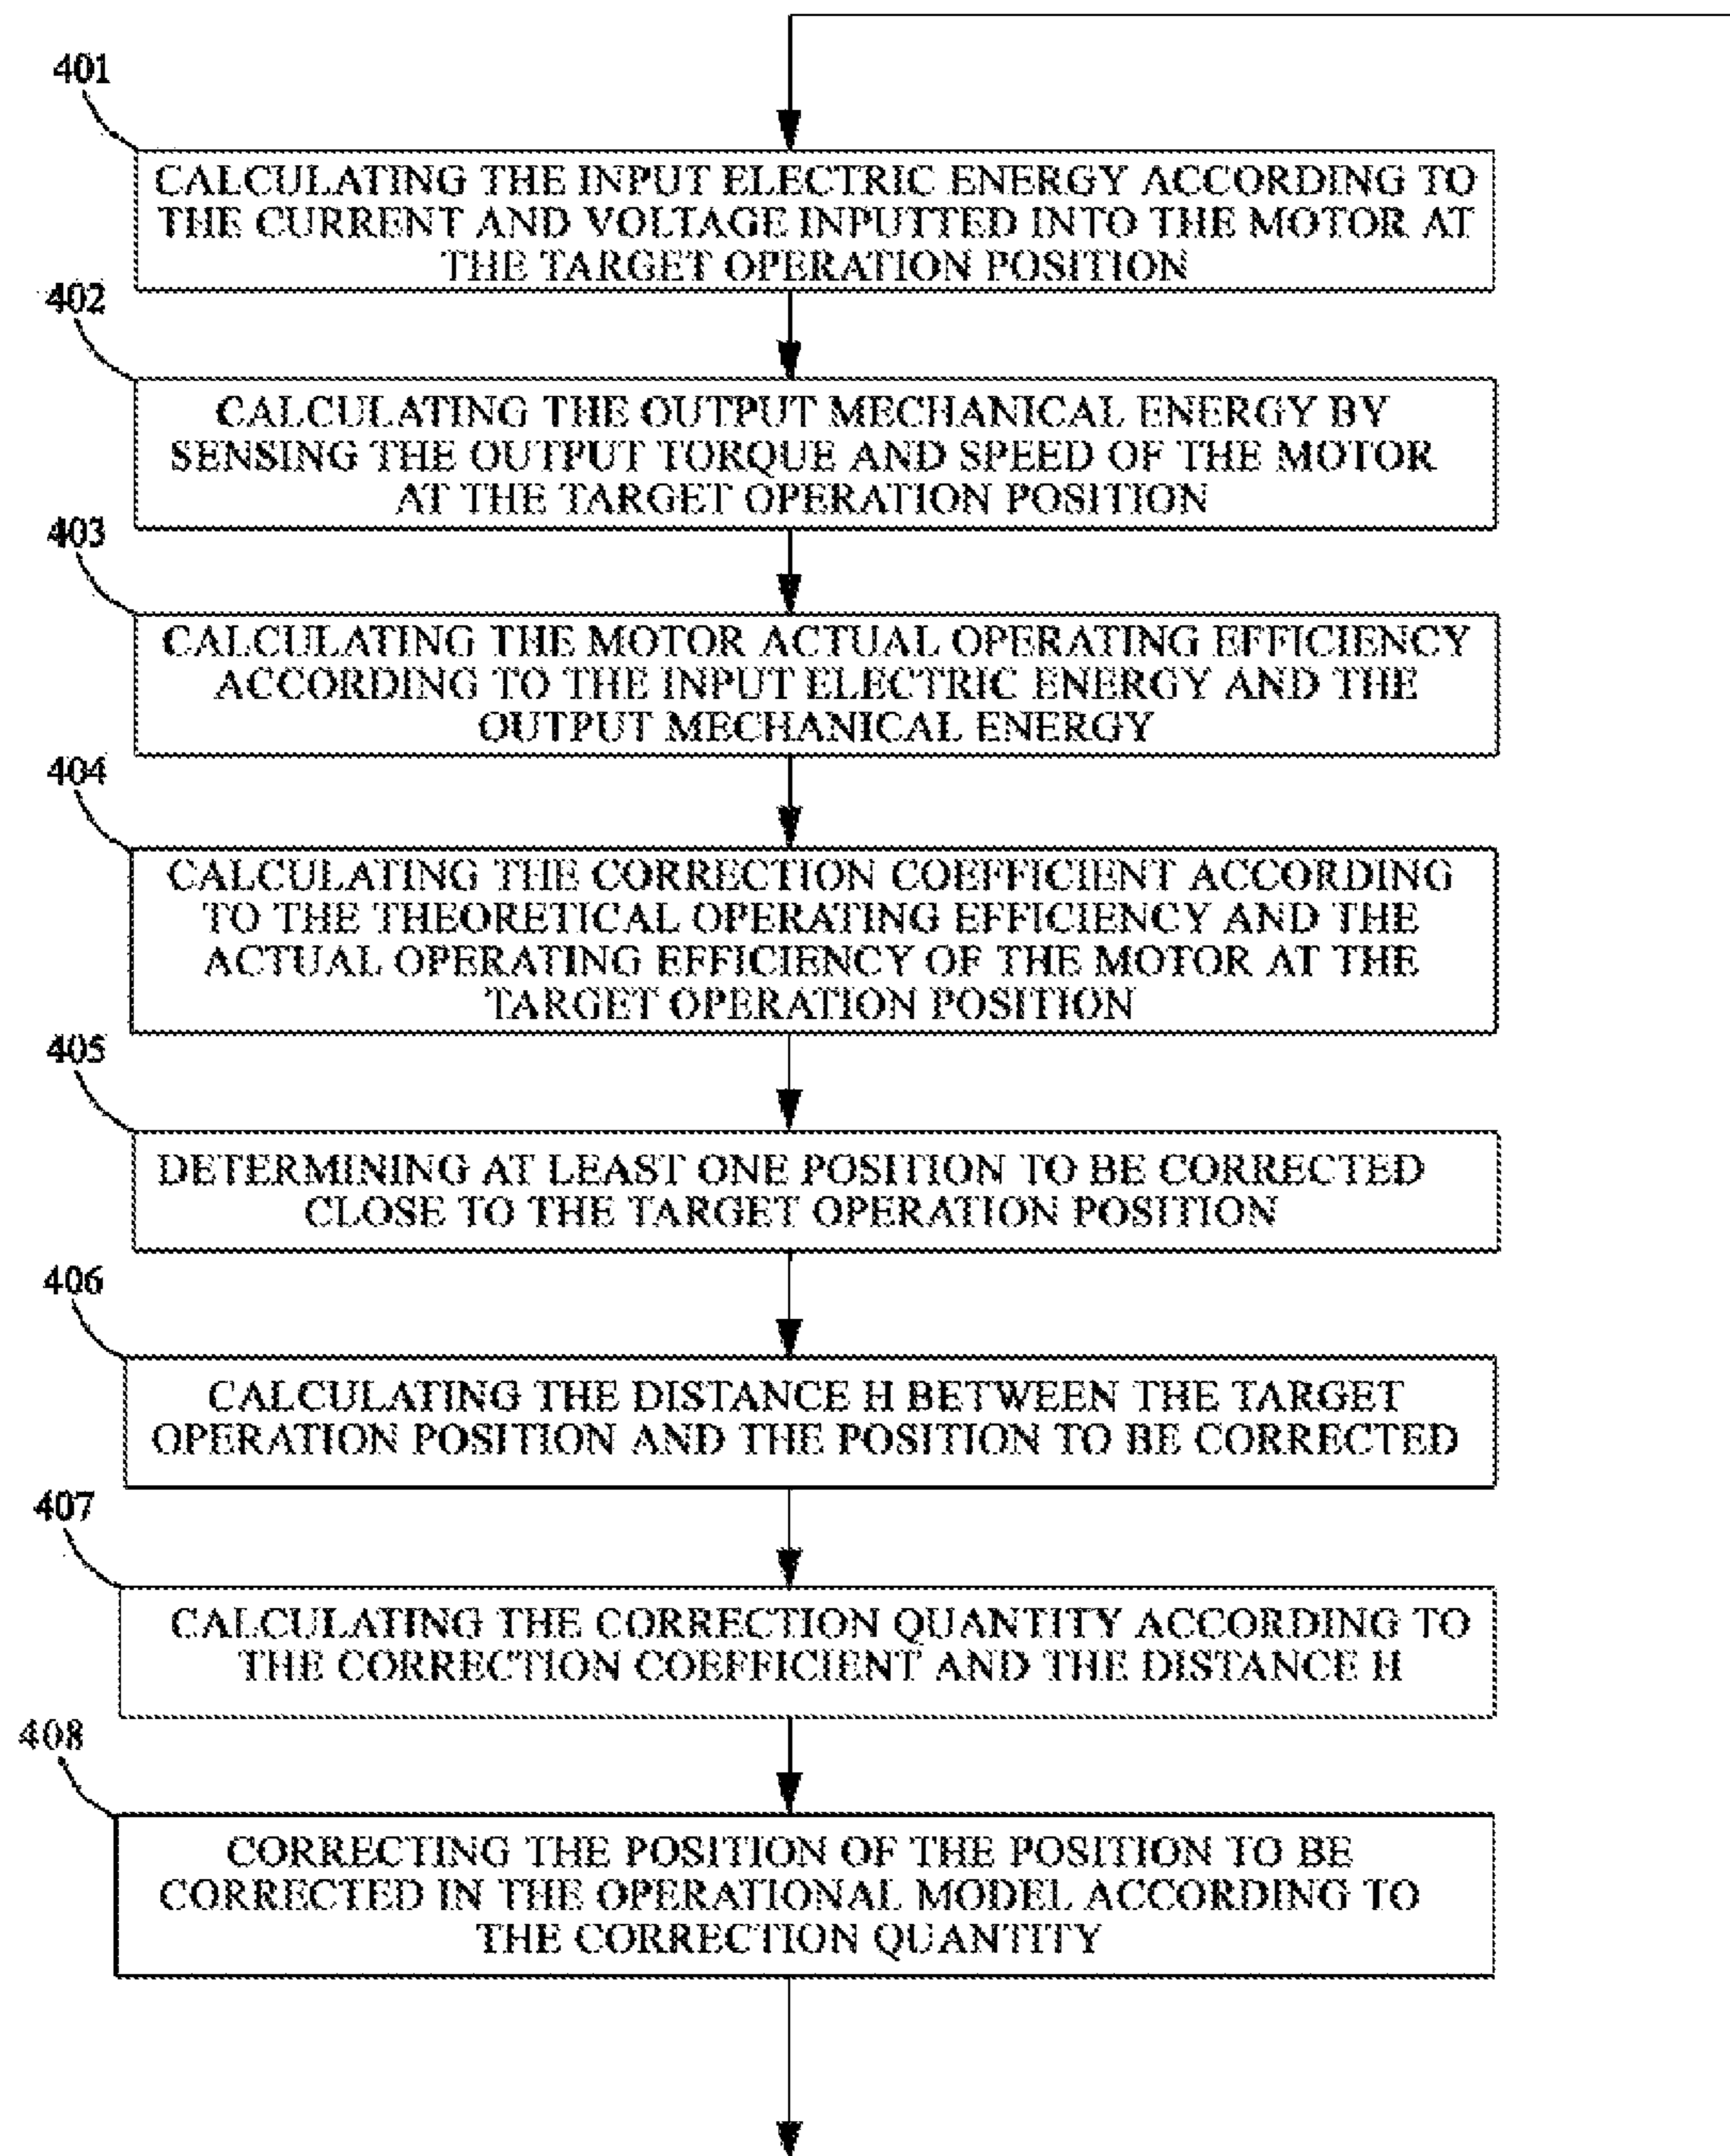 401
CALCULATING THE INPUT ELECTRIC ENERGY ACCORDING TO
THE CURRENT AND VOLTAGE INPUTTED INTO THE MOTOR AT
THE TARGET OPERATION POSITION
402
CALCULATING THE OUTPUT MECHANICAL ENERGY BY
SENSING THE OUTPUT TORQUE AND SPEED OF THE MOTOR
AT THE TARGET OPERATION POSITION
403
CALCULATING THE MOTOR ACTUAL OPERATING EFFICIENCY
ACCORDING TO THE INPUT ELECTRIC ENERGY AND THE
OUTPUT MECHANICAL ENERGY
404
CALCULATING THE CORRECTION COEFFICIENT ACCORDING
TO THE THEORETICAL OPERATING EFFICIENCY AND THE
ACTUAL OPERATING EFFICIENCY OF THE MOTOR AT THE
TARGET OPERATION POSITION
405
DETERMINING AT LEAST ONE POSITION TO BE CORRECTED
CLOSE TO THE TARGET OPERATION POSITION
406
CALCULATING THE DISTANCE H BETWEEN THE TARGET
OPERATION POSITION AND THE POSITION TO BE CORRECTED
407
CALCULATING THE CORRECTION QUANTITY ACCORDING TO
THE CORRECTION COEFFICIENT AND THE DISTANCE H
408
CORRECTING THE POSITION OF THE POSITION TO BE
CORRECTED IN THE OPERATIONAL MODEL ACCORDING TO
THE CORRECTION QUANTITY